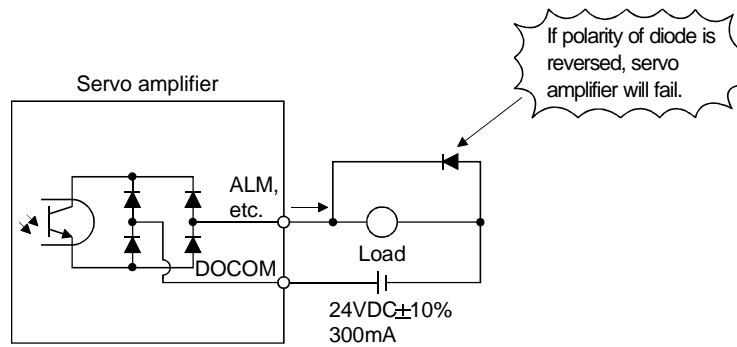 If polarity of diode is
reversed, servo
amplifier will fail.
Servo amplifier
ALM,
etc.
Load
DOCOM
24VDC±10%
300mA